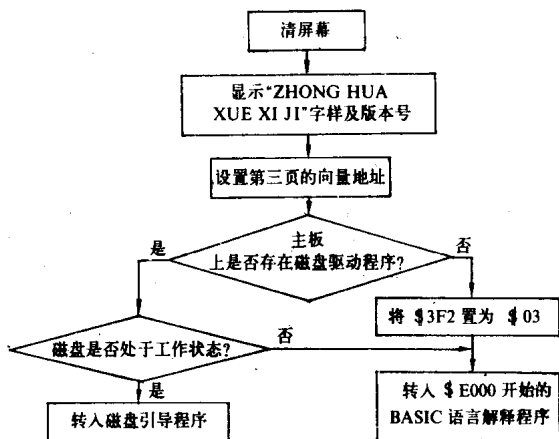 清屏幕
显示“ZHONG HUA
XUE XI JI”字样及版本号
设置第三页的向量地址
主板
上是否存在磁盘驱动程序?
是
否
将 $3F2 置为 $03
磁盘是否处于工作状态?
否
是
转入磁盘引导程序
转入 $E000 开始的
BASIC 语言解释程序